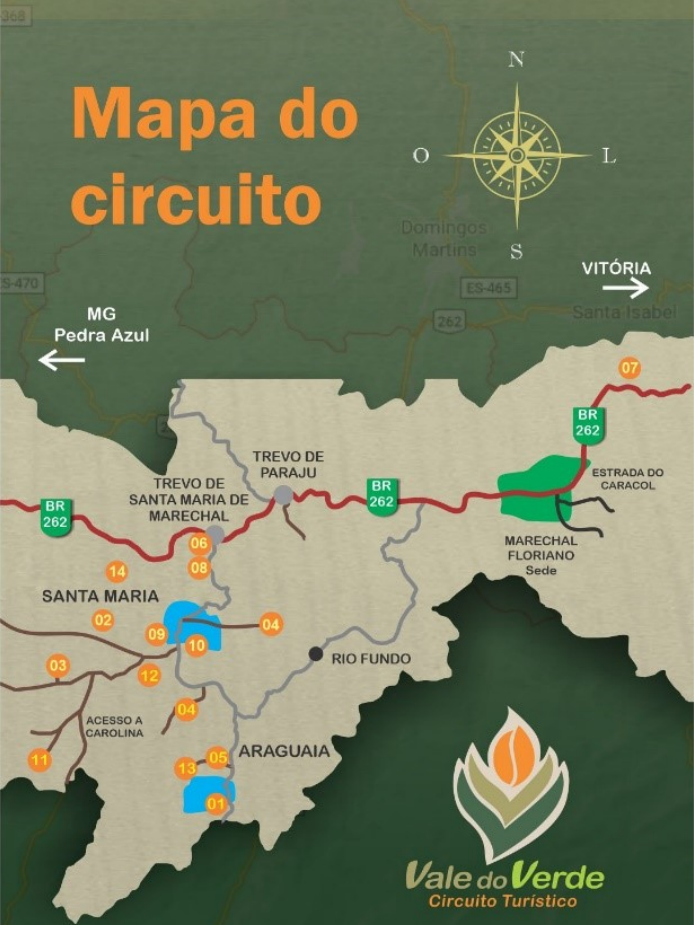 -368
Mapa do
circuito
N
O
L
S
Domingos
Martins
VITÓRIA
S-470
ES-465
MG
Pedra Azul
262
Santa Isabel
07
BR
262
TREVO DE
PARAJU
ESTRADA DO
CARACOL
TREVO DE
SANTA MARIA DE
MARECHAL
BR
262
BR
262
MARECHAL
FLORIANO
Sede
06
08
14
SANTA MARIA
02
09
04
10
RIO FUNDO
03
12
04
ACESSO A
CAROLINA
ARAGUAIA
11
05
13
01
Vale do Verde
Circuito Turístico